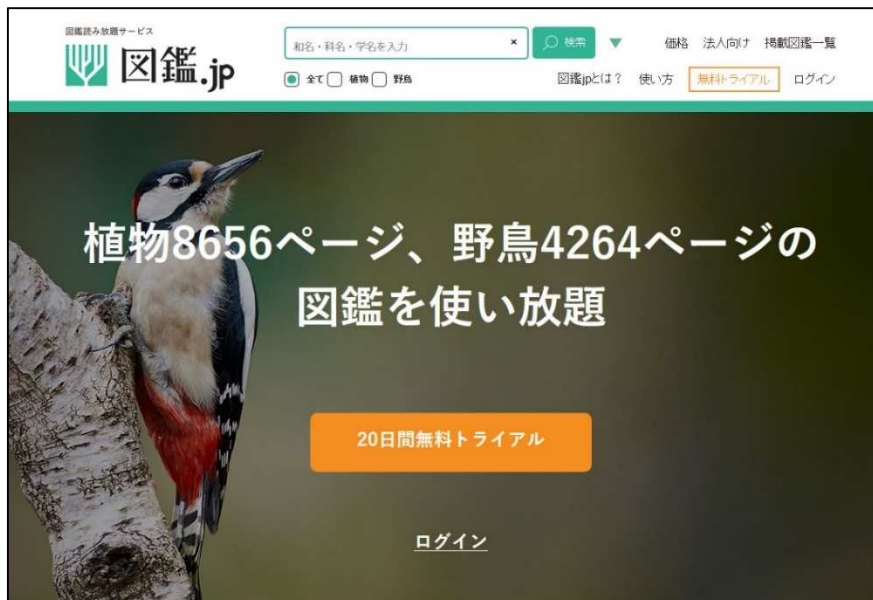 図鑑読み放題サービス
図鑑.jp
和名・科名・学名を入力 × 検索 ▼
全て 植物 野鳥
価格 法人向け 掲載図鑑一覧
図鑑jpとは? 使い方 無料トライアル ログイン
植物8656ページ、野鳥4264ページの
図鑑を使い放題
20日間無料トライアル
ログイン